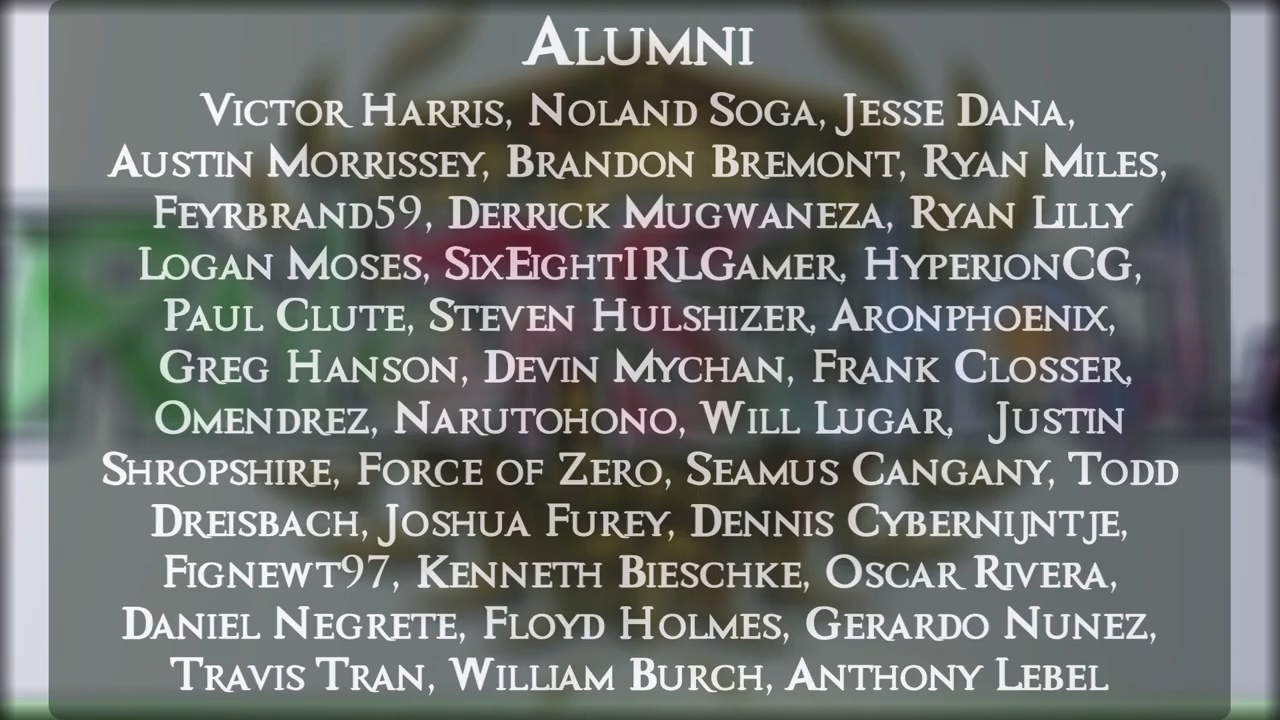 Alumni
Victor Harris, Noland Soga, Jesse Dana,
Austin Morrissey, Brandon Bremont, Ryan Miles,
Feyrbrand59, Derrick Mugwaneza, Ryan Lilly
Logan Moses, SixEightIRLGamer, HyperionCG,
Paul Clute, Steven Hulshizer, Aronphoenix,
Greg Hanson, Devin Mychan, Frank Closser,
Omendrez, Narutohono, Will Lugar, Justin
Shropshire, Force of Zero, Seamus Cangany, Todd
Dreisbach, Joshua Furey, Dennis Cybernijntje,
Fignewt97, Kenneth Bieschke, Oscar Rivera,
Daniel Negrete, Floyd Holmes, Gerardo Nunez,
Travis Tran, William Burch, Anthony Lebel